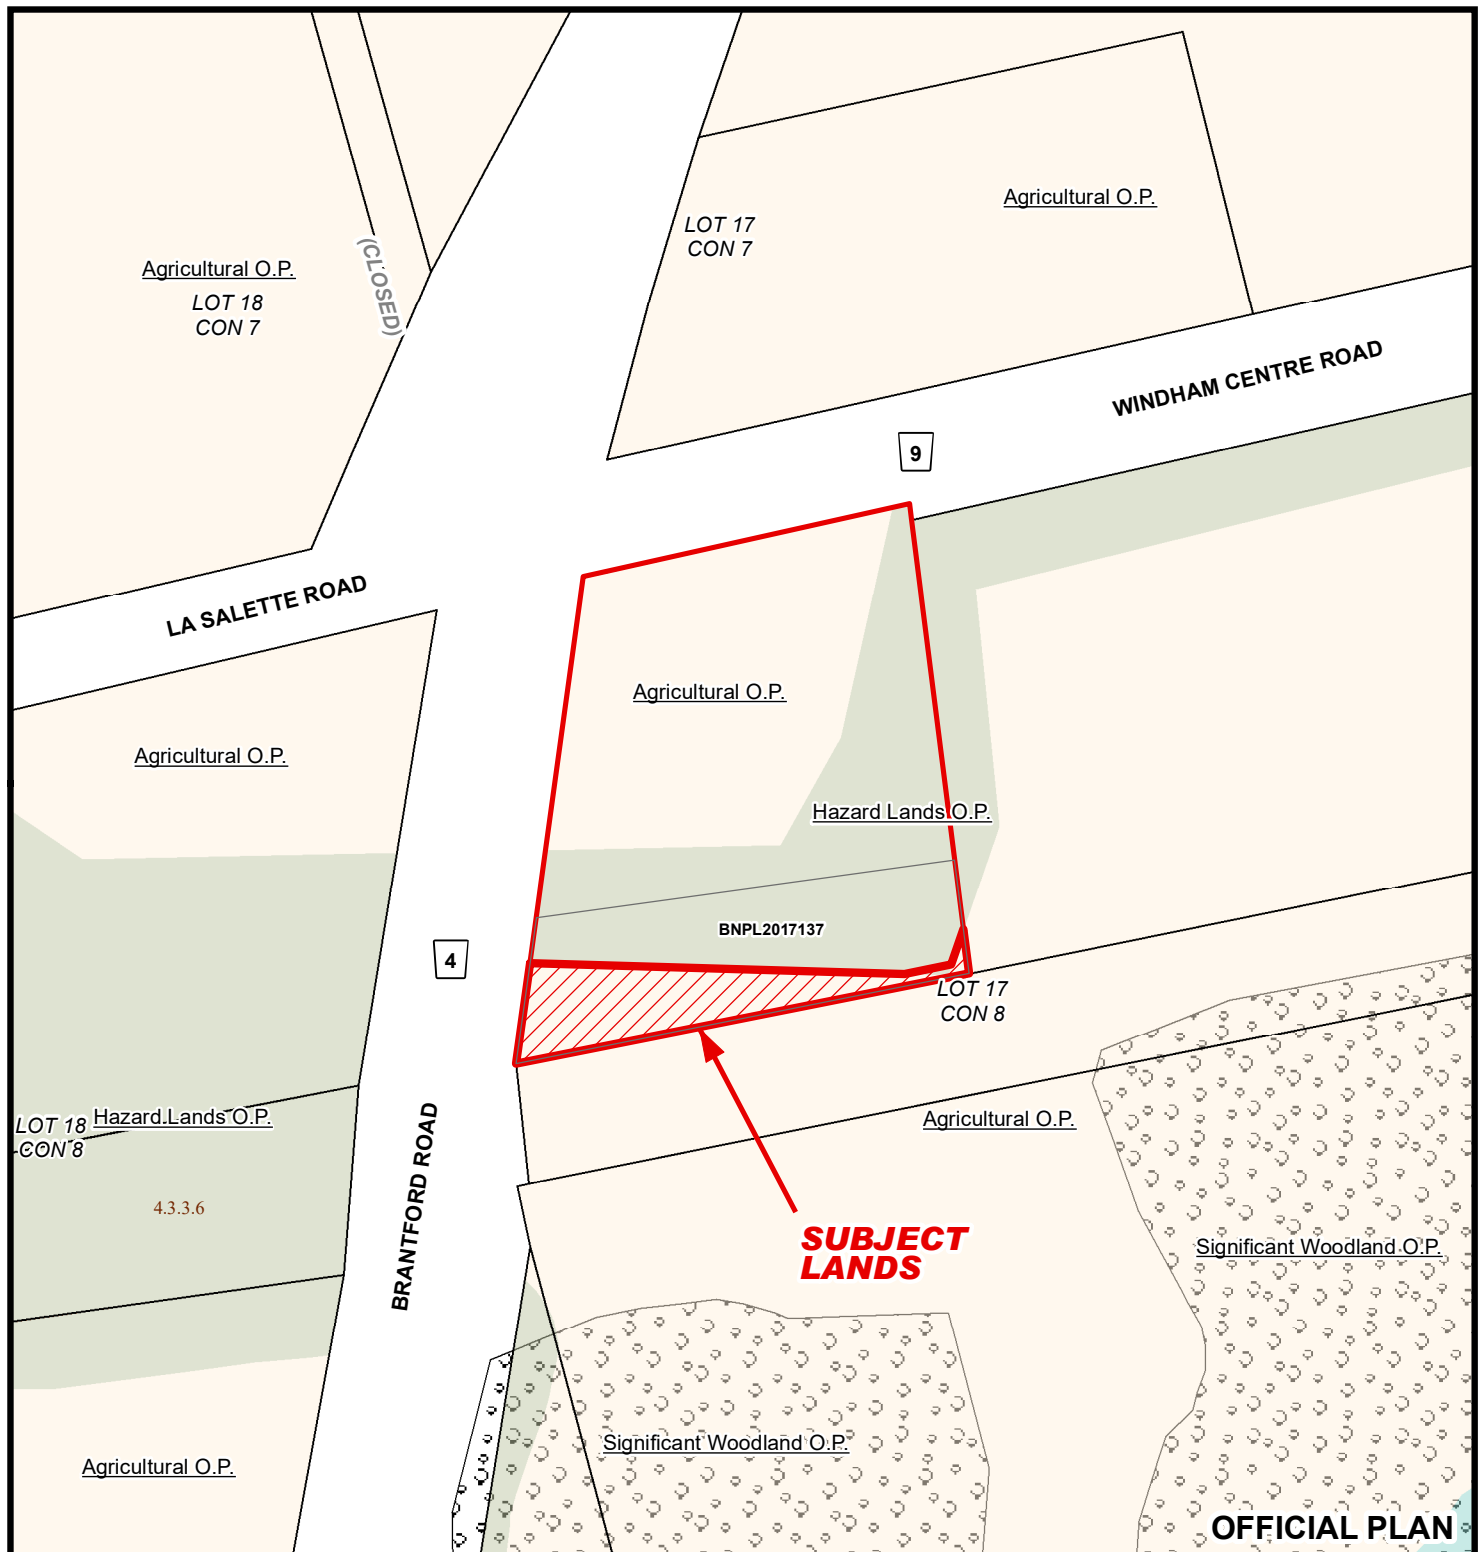 Agricultural O.P.
LOT 17
CON 7
Agricultural O.P.
LOT 18
CON 7
(CLOSED)
WINDHAM CENTRE ROAD
9
LA SALETTE ROAD
Agricultural O.P.
Agricultural O.P.
Hazard Lands O.P.
BNPL2017137
4
LOT 17
CON 8
Hazard Lands O.P.
LOT 18
CON 8
Agricultural O.P.
4.3.3.6
BRANTFORD ROAD
SUBJECT
LANDS
Significant Woodland O.P.
Significant Woodland O.P.
Agricultural O.P.
OFFICIAL PLAN